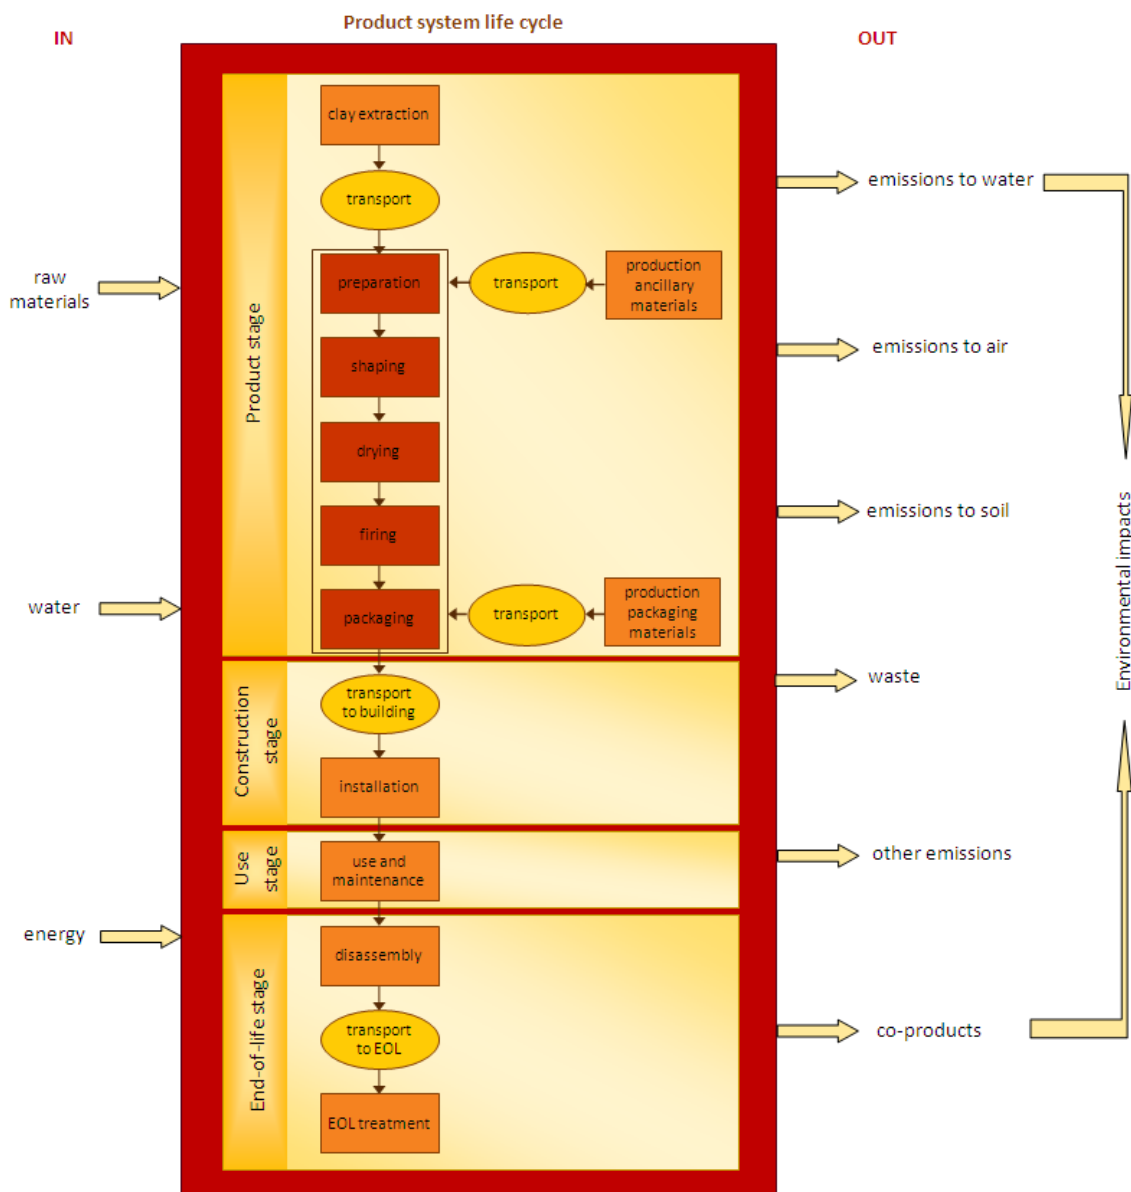 Product system life cycle
IN
OUT
clay extraction
transport
emissions to water
raw
materials
preparation
transport
production
ancillary
materials
Product stage
shaping
emissions to air
drying
firing
emissions to soil
Environmental impacts
water
packaging
transport
production
packaging
materials
Construction
stage
transport
to building
waste
installation
Use
stage
use and
maintenance
other emissions
energy
End-of-life stage
disassembly
transport
to EOL
co-products
EOL treatment